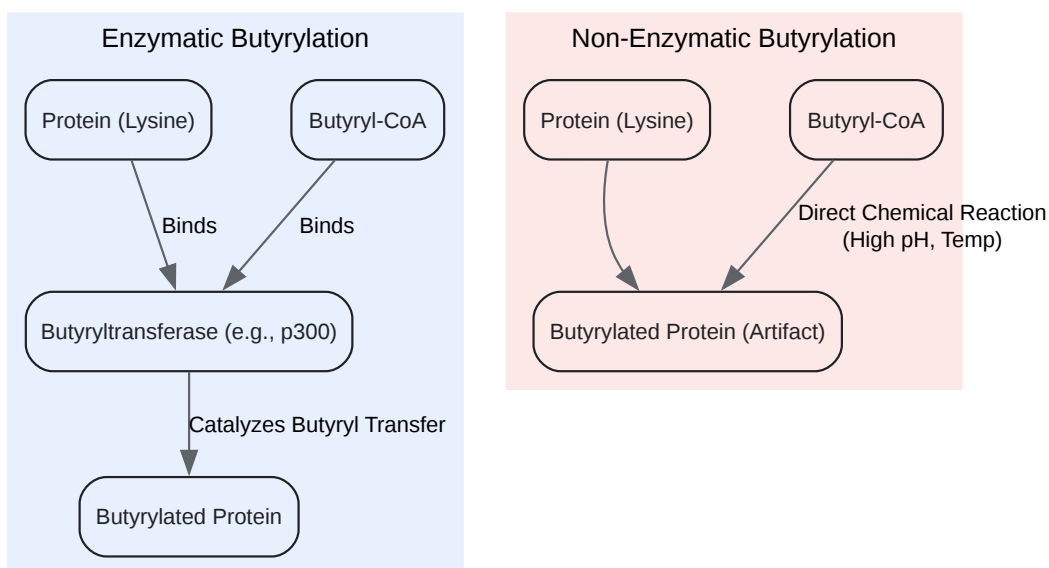 Enzymatic Butyrylation
Protein (Lysine)
Butyryl-CoA
Binds
Binds
Butyryltransferase (e.g., p300)
Catalyzes Butyryl Transfer
Butyrylated Protein
Non-Enzymatic Butyrylation
Protein (Lysine)
Butyryl-CoA
Direct Chemical Reaction
(High pH, Temp)
Butyrylated Protein (Artifact)